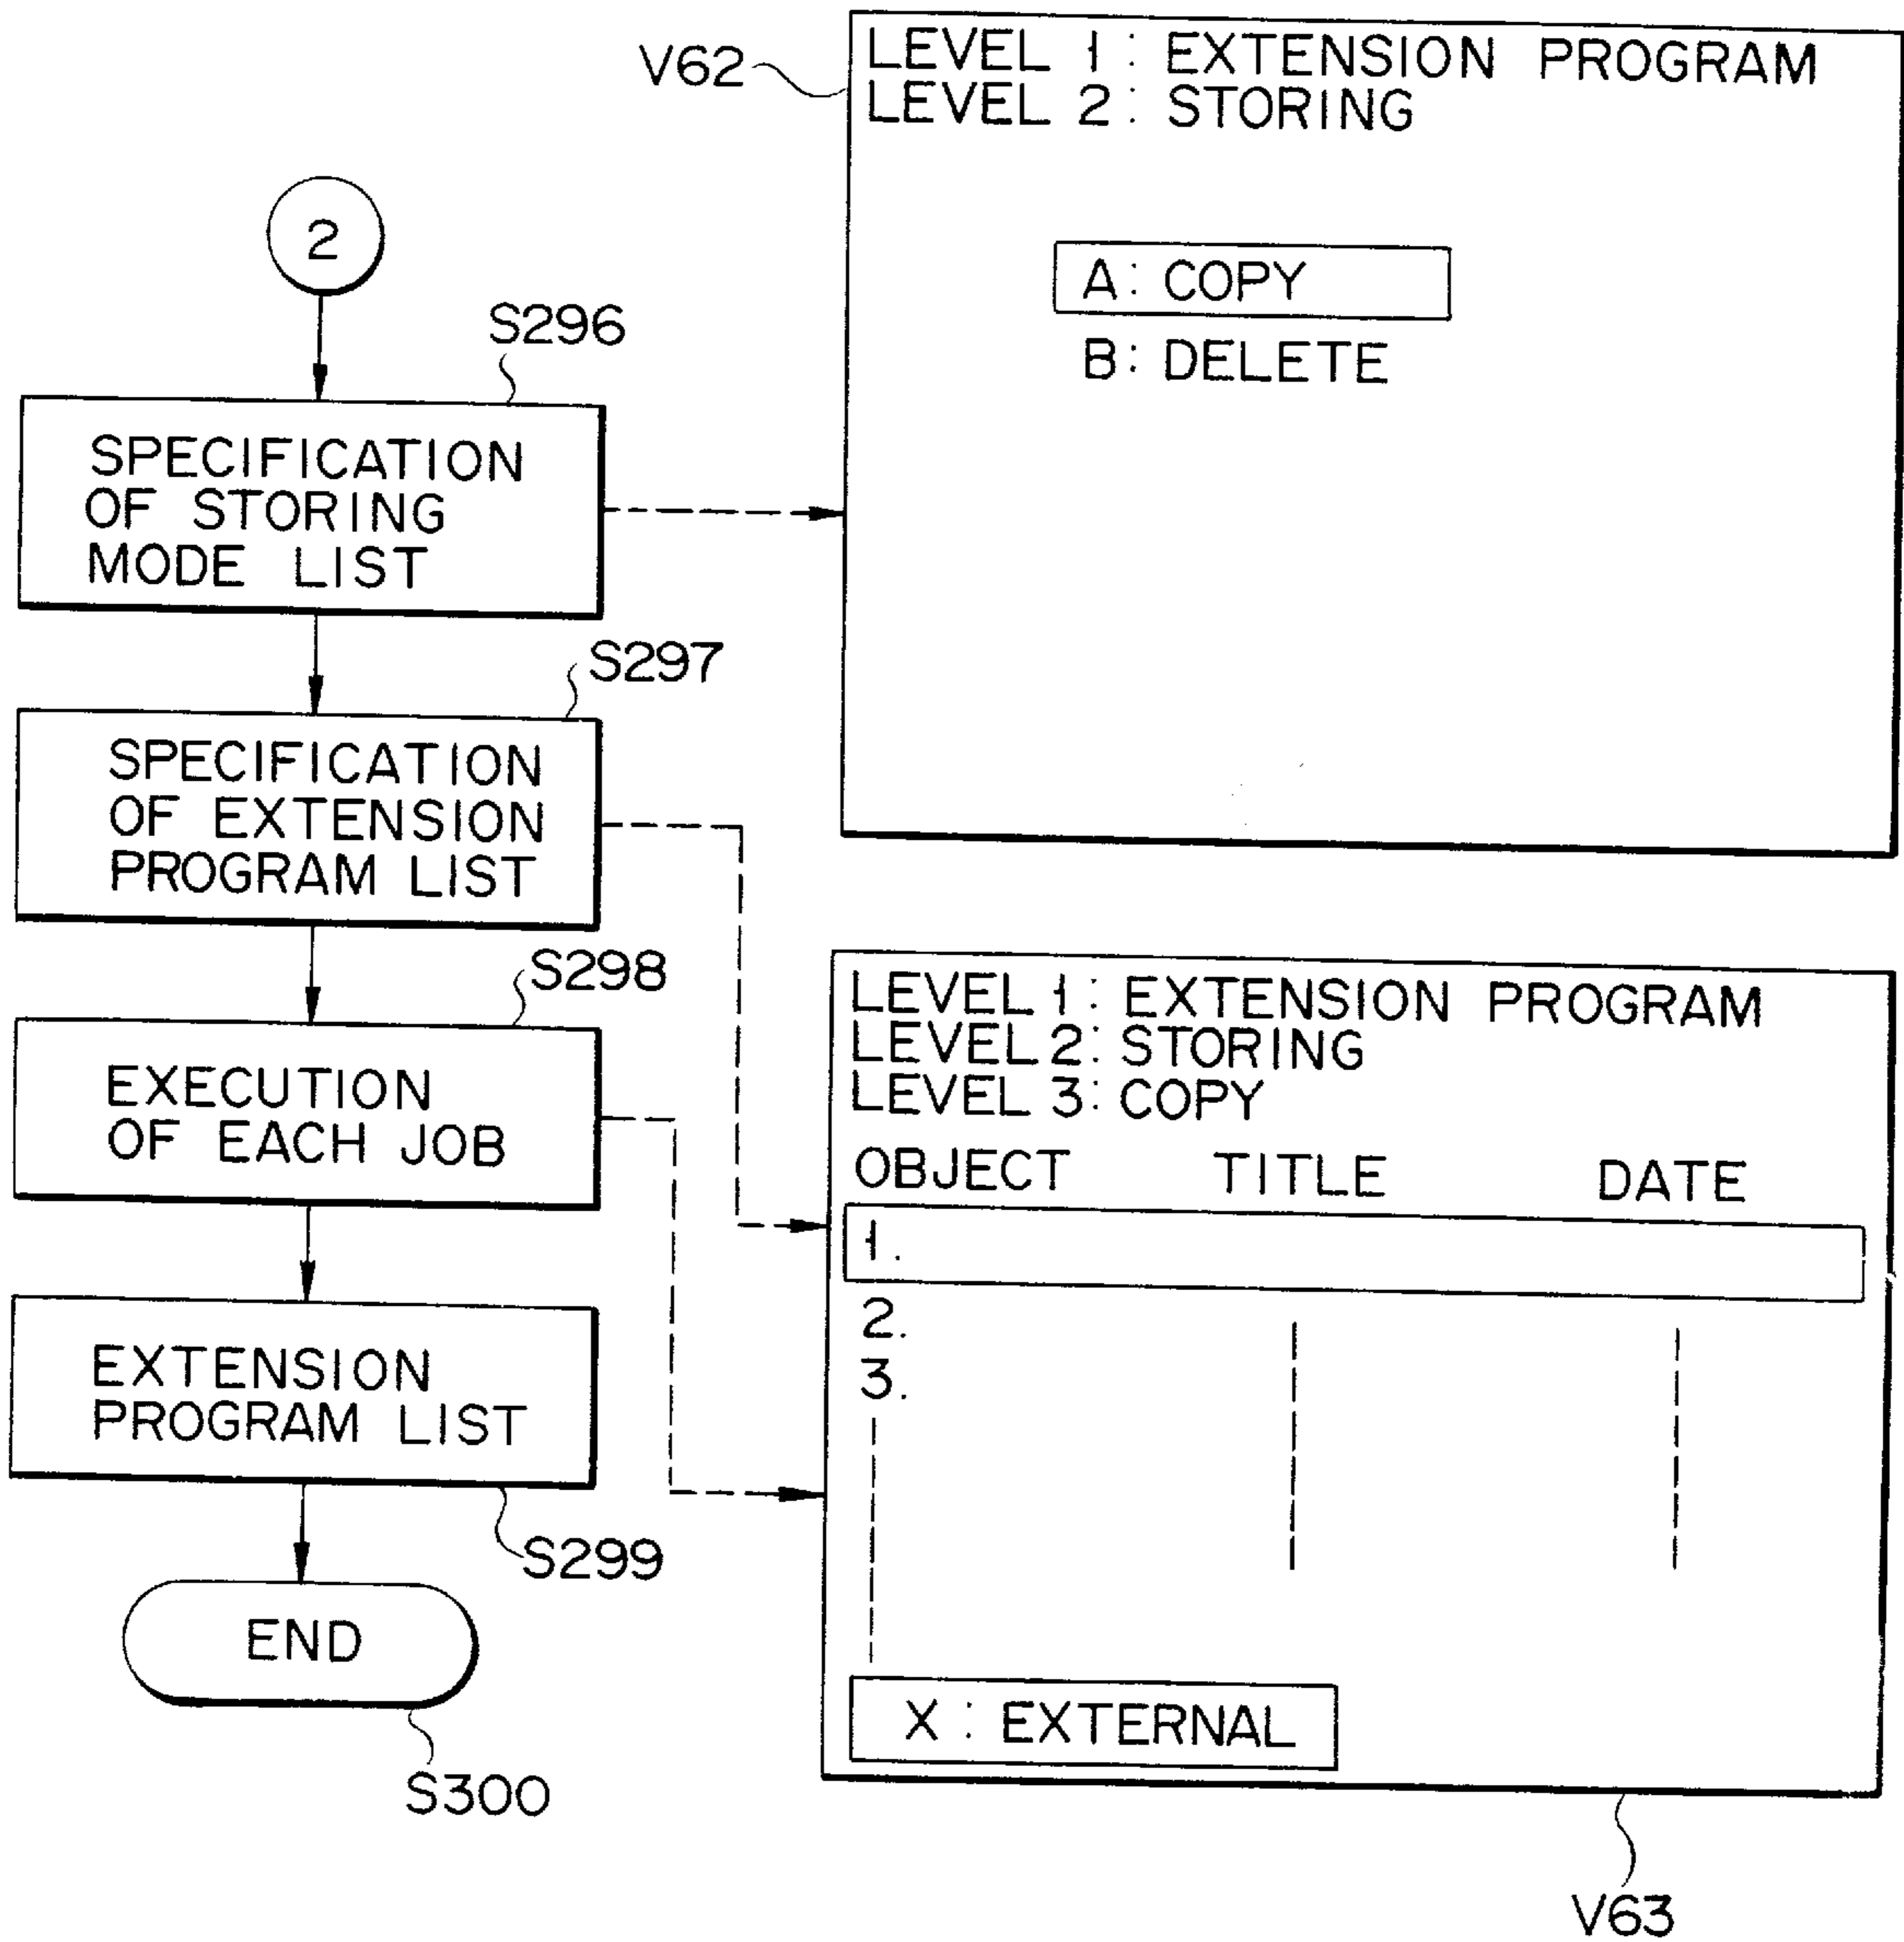 V62
LEVEL 1: EXTENSION PROGRAM
LEVEL 2: STORING
A: COPY
B: DELETE
2
S296
SPECIFICATION
OF STORING
MODE LIST
S297
SPECIFICATION
OF EXTENSION
PROGRAM LIST
S298
EXECUTION
OF EACH JOB
EXTENSION
PROGRAM LIST
S299
END
S300
LEVEL 1: EXTENSION PROGRAM
LEVEL 2: STORING
LEVEL 3: COPY
OBJECT TITLE DATE
1.
2.
3.
X: EXTERNAL
V63